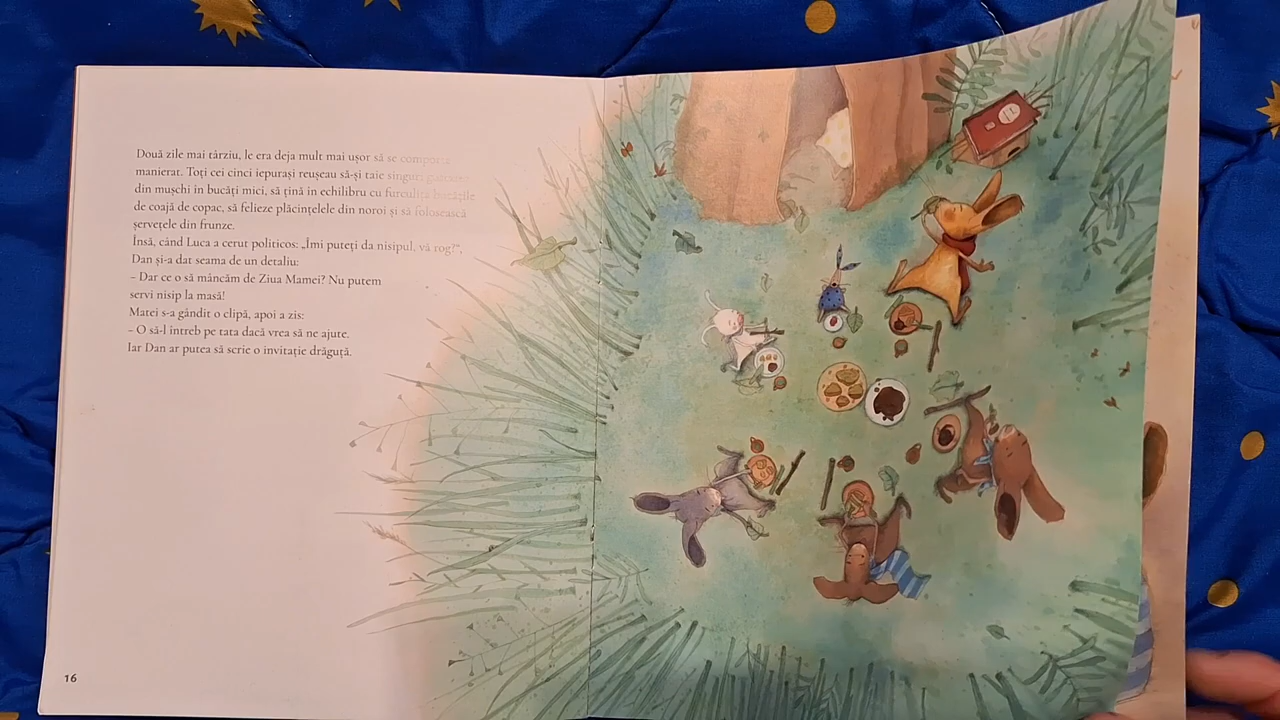 Două zile mai târziu, le era deja mult mai ușor să se comporte
manierat. Toți cei cinci iepurași reușeau să-și taie singuri
din mușchi în bucăți mici, să țină în echilibru cu furculița bucățile
de coajă de copac, să felieze plăcințelele din noroi și să folosească
șervețele din frunze.
Însă, când Luca a cerut politicos: „Îmi puteți da nisipul, vă rog?“,
Dan și-a dat seama de un detaliu:
– Dar ce o să mâncăm de Ziua Mamei? Nu putem
servi nisip la masă!
Matei s-a gândit o clipă, apoi a zis:
– O să-l întreb pe tata dacă vrea să ne ajute.
Iar Dan ar putea să scrie o invitație drăguță.
16